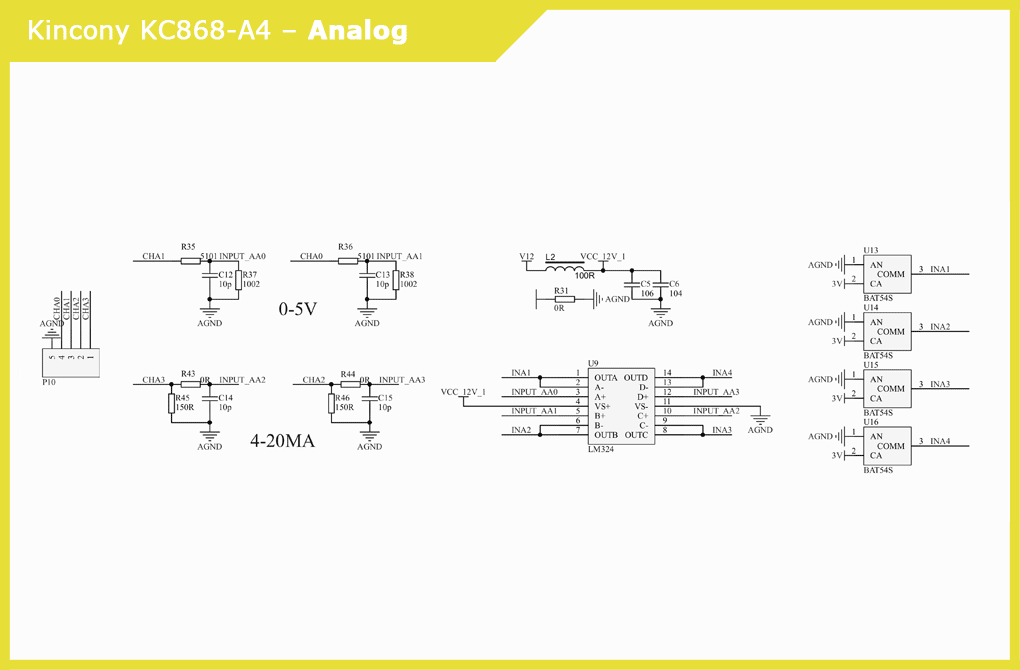 Kincony KC868-A4 – Analog
R35
CHA1
5101 INPUT_AA0
C12
10p
R37
1002
AGND
R36
CHA0
5101 INPUT_AA1
C13
10p
R38
1002
AGND
0-5V
V12
L2
VCC_12V_1
100R
R31
0R
AGND
C5
106
C6
104
AGND
U13
AGND
1
AN
COMM
3
INA1
3V
2
CA
BAT54S
U14
AGND
1
AN
COMM
3
INA2
3V
2
CA
BAT54S
U15
AGND
1
AN
COMM
3
INA3
3V
2
CA
BAT54S
U16
AGND
1
AN
COMM
3
INA4
3V
2
CA
BAT54S
CHA0
CHA1
CHA2
CHA3
AGND
5
4
3
2
1
P10
R43
CHA3
0R
INPUT_AA2
R45
150R
C14
10p
AGND
R44
CHA2
0R
INPUT_AA3
R46
150R
C15
10p
AGND
4-20MA
U9
INA1
1
OUTA
OUTD
14
INA4
2
A-
D-
13
INPUT_AA0
3
A+
D+
12
INPUT_AA3
VCC_12V_1
4
VS+
VS-
11
INPUT_AA1
5
B+
C+
10
INPUT_AA2
6
B-
C-
9
INA2
7
OUTB
OUTC
8
INA3
LM324
AGND